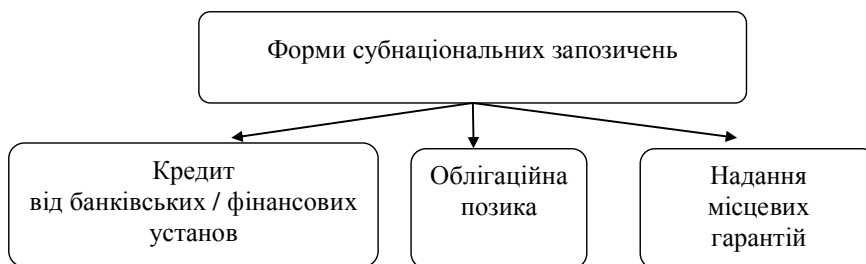 Форми субнаціональних запозичень
Кредит
від банківських / фінансових
установ
Облігаційна
позика
Надання
місцевих
гарантій